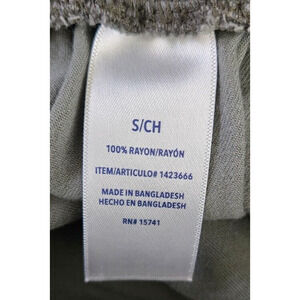 S/CH
100% RAYON/RAYÓN
ITEM/ARTICULO# 1423666
MADE IN BANGLADESH
HECHO EN BANGLADESH
RN# 15741